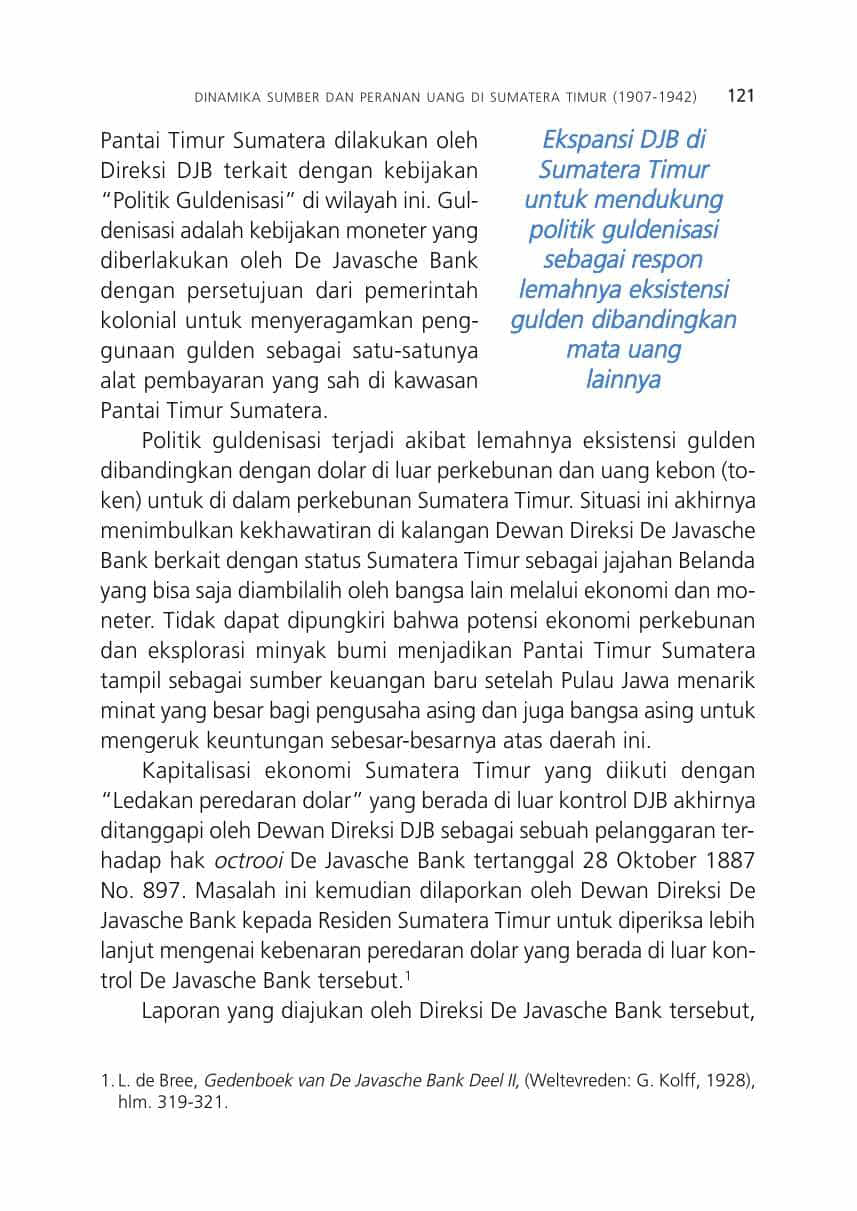 DINAMIKA SUMBER DAN PERANAN UANG DI SUMATERA TIMUR (1907-1942) 121
Pantai Timur Sumatera dilakukan oleh
Direksi DJB terkait dengan kebijakan
“Politik Guldenisasi” di wilayah ini. Gul-
denisasi adalah kebijakan moneter yang
diberlakukan oleh De Javasche Bank
dengan persetujuan dari pemerintah
kolonial untuk menyeragamkan peng-
gunaan gulden sebagai satu-satunya
alat pembayaran yang sah di kawasan
Pantai Timur Sumatera.
Ekspansi DJB di
Sumatera Timur
untuk mendukung
politik guldenisasi
sebagai respon
lemahnya eksistensi
gulden dibandingkan
mata uang
lainnya
Politik guldenisasi terjadi akibat lemahnya eksistensi gulden
dibandingkan dengan dolar di luar perkebunan dan uang kebon (to-
ken) untuk di dalam perkebunan Sumatera Timur. Situasi ini akhirnya
menimbulkan kekhawatiran di kalangan Dewan Direksi De Javasche
Bank berkait dengan status Sumatera Timur sebagai jajahan Belanda
yang bisa saja diambilalih oleh bangsa lain melalui ekonomi dan mo-
neter. Tidak dapat dipungkiri bahwa potensi ekonomi perkebunan
dan eksplorasi minyak bumi menjadikan Pantai Timur Sumatera
tampil sebagai sumber keuangan baru setelah Pulau Jawa menarik
minat yang besar bagi pengusaha asing dan juga bangsa asing untuk
mengeruk keuntungan sebesar-besarnya atas daerah ini.
Kapitalisasi ekonomi Sumatera Timur yang diikuti dengan
“Ledakan peredaran dolar” yang berada di luar kontrol DJB akhirnya
ditanggapi oleh Dewan Direksi DJB sebagai sebuah pelanggaran ter-
hadap hak octrooi De Javasche Bank tertanggal 28 Oktober 1887
No. 897. Masalah ini kemudian dilaporkan oleh Dewan Direksi De
Javasche Bank kepada Residen Sumatera Timur untuk diperiksa lebih
lanjut mengenai kebenaran peredaran dolar yang berada di luar kon-
trol De Javasche Bank tersebut.1
Laporan yang diajukan oleh Direksi De Javasche Bank tersebut,
1. L. de Bree, Gedenboek van De Javasche Bank Deel II, (Weltevreden: G. Kolff, 1928),
hlm. 319-321.